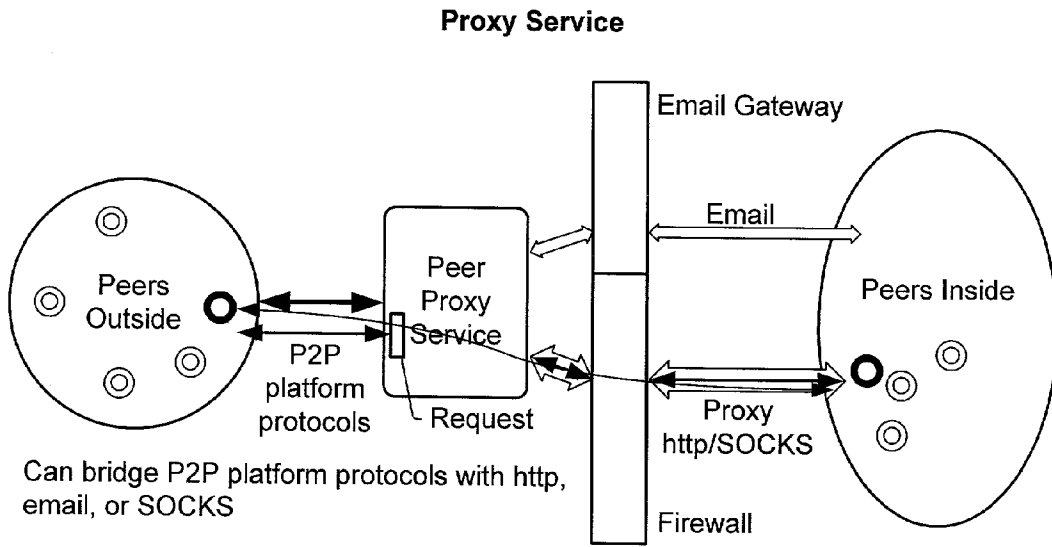 Proxy Service
Email Gateway
Email
Peers
Outside
Peer
Proxy
Service
Peers Inside
P2P
platform
protocols
Request
Proxy
http/SOCKS
Can bridge P2P platform protocols with http,
email, or SOCKS
Firewall